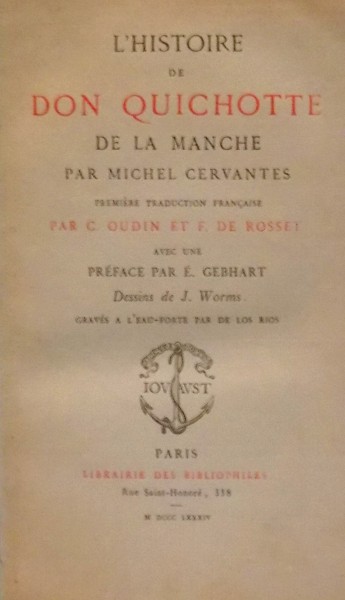 L'HISTOIRE
DE
DON QUICHOTTE
DE LA MANCHE
PAR MICHEL CERVANTES
PREMIÈRE TRADUCTION FRANÇAISE
PAR C. OUDIN ET F. DE ROSSET
AVEC UNE
PRÉFACE PAR É. GEBHART
Dessins de J. Worms
GRAVÉS A L'EAU-FORTE PAR DE LOS RIOS
IOVAVST
PARIS
LIBRAIRIE DES BIBLIOPHILES
Rue Saint-Honoré, 338
M DCCC LXXXIV